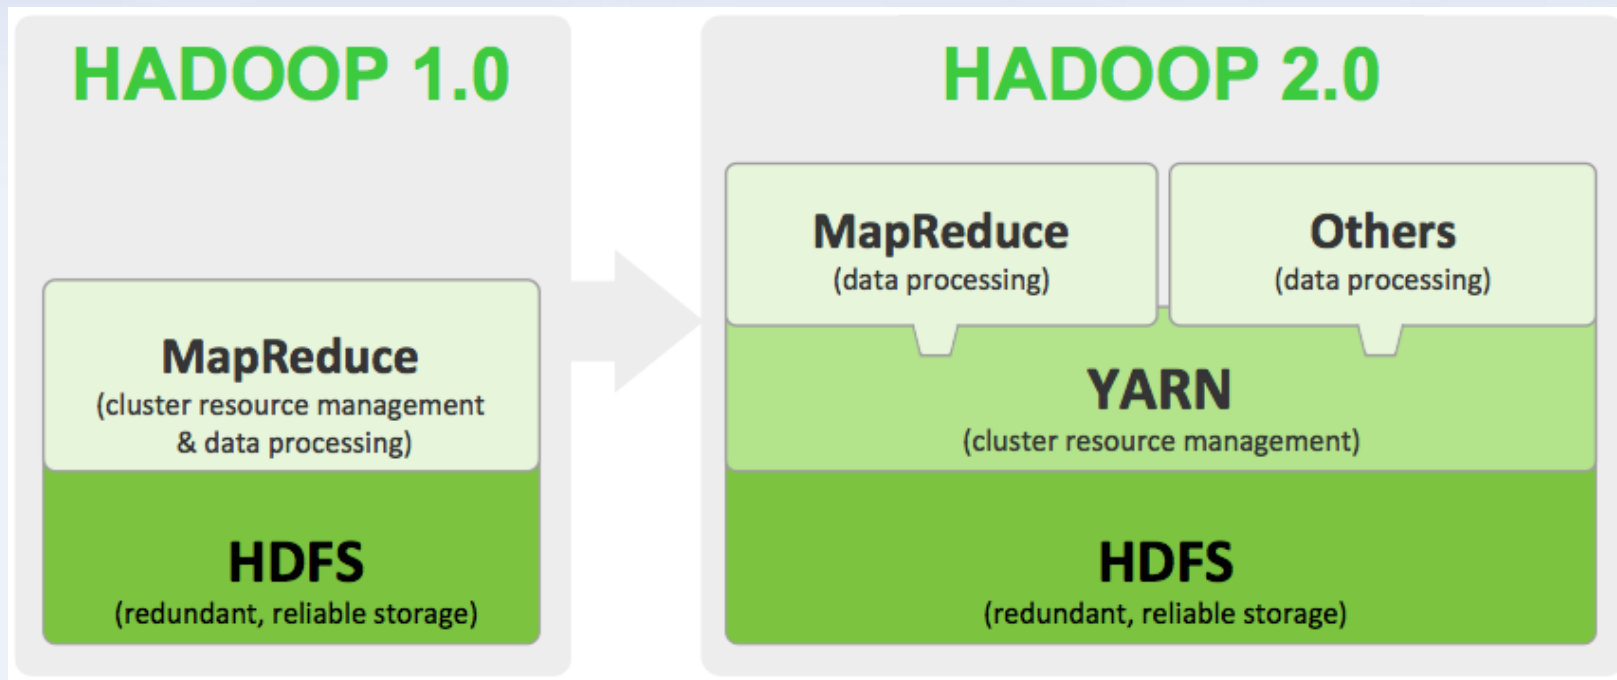 HADOOP 1.0
MapReduce
(cluster resource management
& data processing)
HDFS
(redundant, reliable storage)
HADOOP 2.0
MapReduce
(data processing)
Others
(data processing)
YARN
(cluster resource management)
HDFS
(redundant, reliable storage)